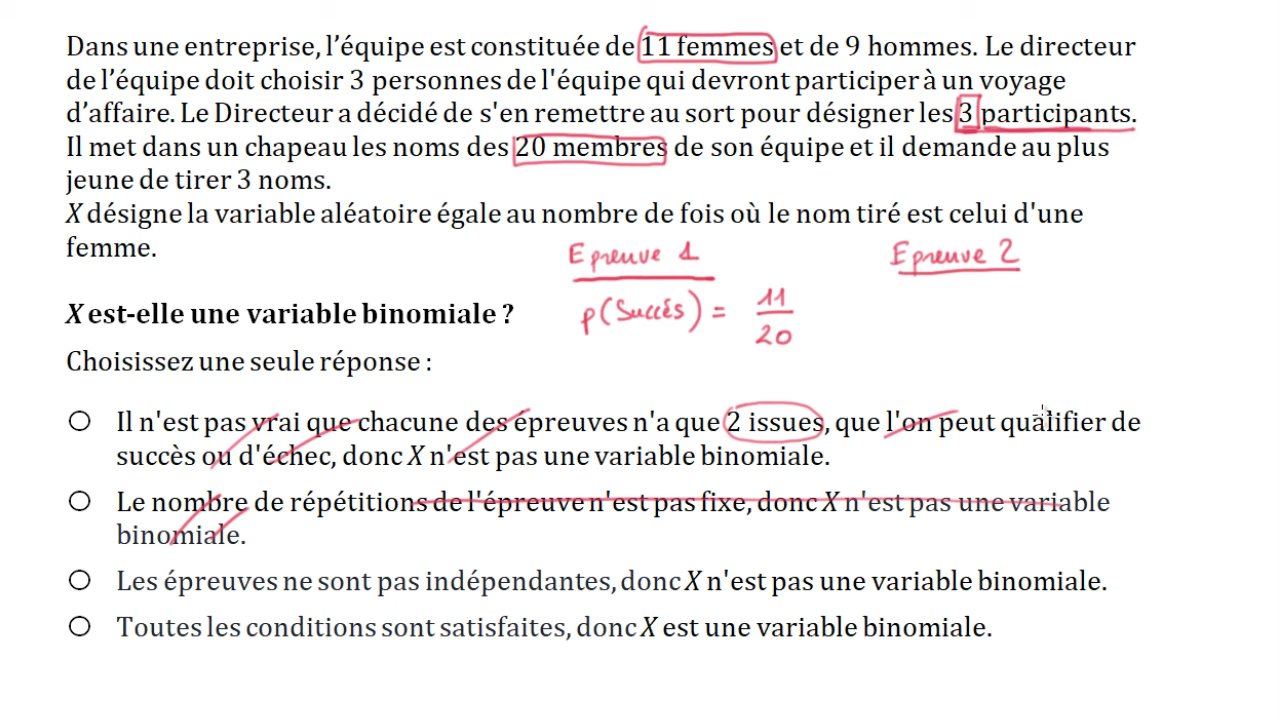 Dans une entreprise, l’équipe est constituée de 11 femmes et de 9 hommes. Le directeur
de l’équipe doit choisir 3 personnes de l'équipe qui devront participer à un voyage
d’affaire. Le Directeur a décidé de s'en remettre au sort pour désigner les 3 participants.
Il met dans un chapeau les noms des 20 membres de son équipe et il demande au plus
jeune de tirer 3 noms.
X désigne la variable aléatoire égale au nombre de fois où le nom tiré est celui d'une
femme.
Epreuve 1
Epreuve 2
X est-elle une variable binomiale ?
p(Succés) = 11/20
Choisissez une seule réponse :
Il n'est pas vrai que chacune des épreuves n'a que 2 issues, que l'on peut qualifier de
succès ou d'échec, donc X n'est pas une variable binomiale.
Le nombre de répétitions de l'épreuve n'est pas fixe, donc X n'est pas une variable
binomiale.
Les épreuves ne sont pas indépendantes, donc X n'est pas une variable binomiale.
Toutes les conditions sont satisfaites, donc X est une variable binomiale.